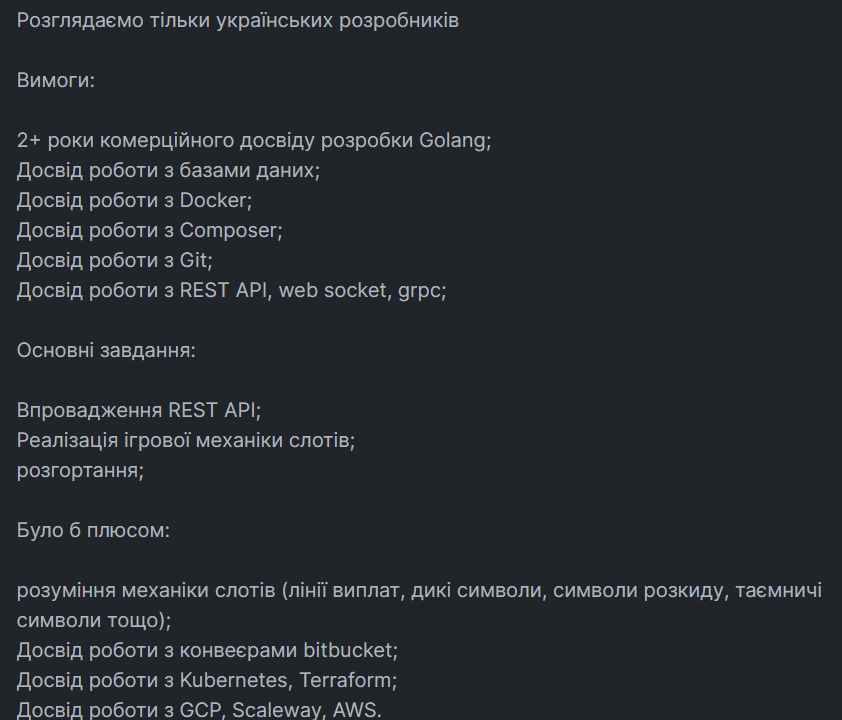 Розглядаємо тільки українських розробників
Вимоги:
2+ роки комерційного досвіду розробки Golang;
Досвід роботи з базами даних;
Досвід роботи з Docker;
Досвід роботи з Composer;
Досвід роботи з Git;
Досвід роботи з REST API, web socket, grpc;
Основні завдання:
Впровадження REST API;
Реалізація ігрової механіки слотів;
розгортання;
Було б плюсом:
розуміння механіки слотів (лінії виплат, дикі символи, символи розкиду, таємничі
символи тощо);
Досвід роботи з конвеєрами bitbucket;
Досвід роботи з Kubernetes, Terraform;
Досвід роботи з GCP, Scaleway, AWS.